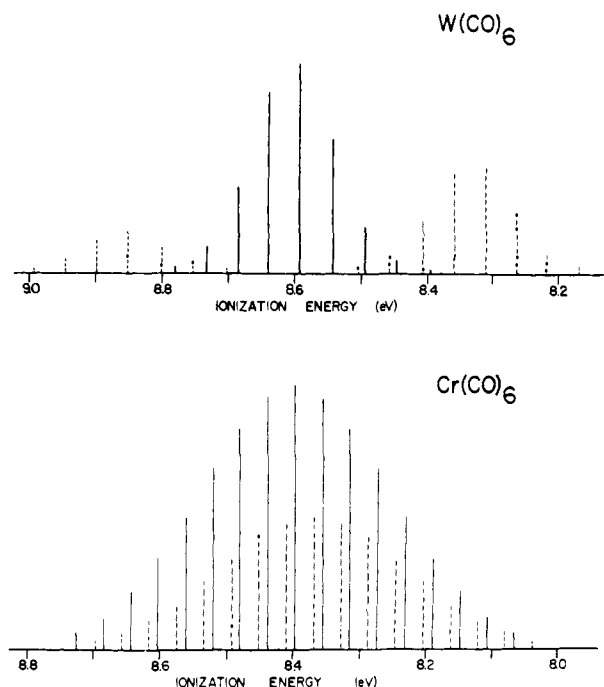 W(CO)6
9.0 8.8 8.6 8.4 8.2
IONIZATION ENERGY (eV)
Cr(CO)6
8.8 8.6 8.4 8.2 8.0
IONIZATION ENERGY (eV)